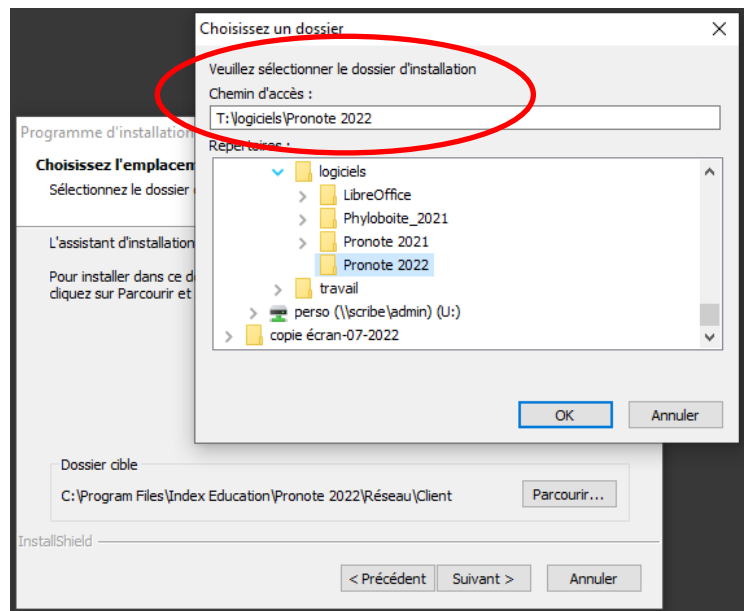 Choisissez un dossier
Veuillez sélectionner le dossier d'installation
Chemin d'accès :
T:\logiciels\Pronote 2022
Répertoires :
logiciels
LibreOffice
Phyloboite_2021
Pronote 2021
Pronote 2022
travail
perso (\\scribe\admin) (U:)
copie écran-07-2022
OK
Annuler
Programme d'installation
Choisissez l'emplacem
Sélectionnez le dossier
L'assistant d'installation
Pour installer dans ce d
cliquez sur Parcourir et
Dossier cible
C:\Program Files\Index Education\Pronote 2022\Réseau\Client
Parcourir...
InstallShield
< Précédent
Suivant >
Annuler